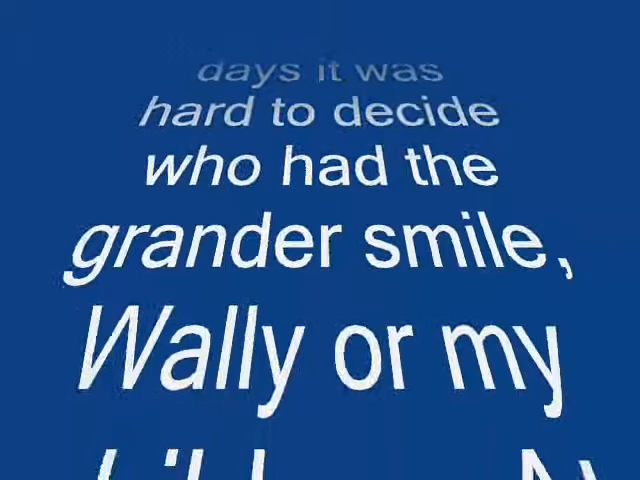 days it was
hard to decide
who had the
grander smile,
Wally or my